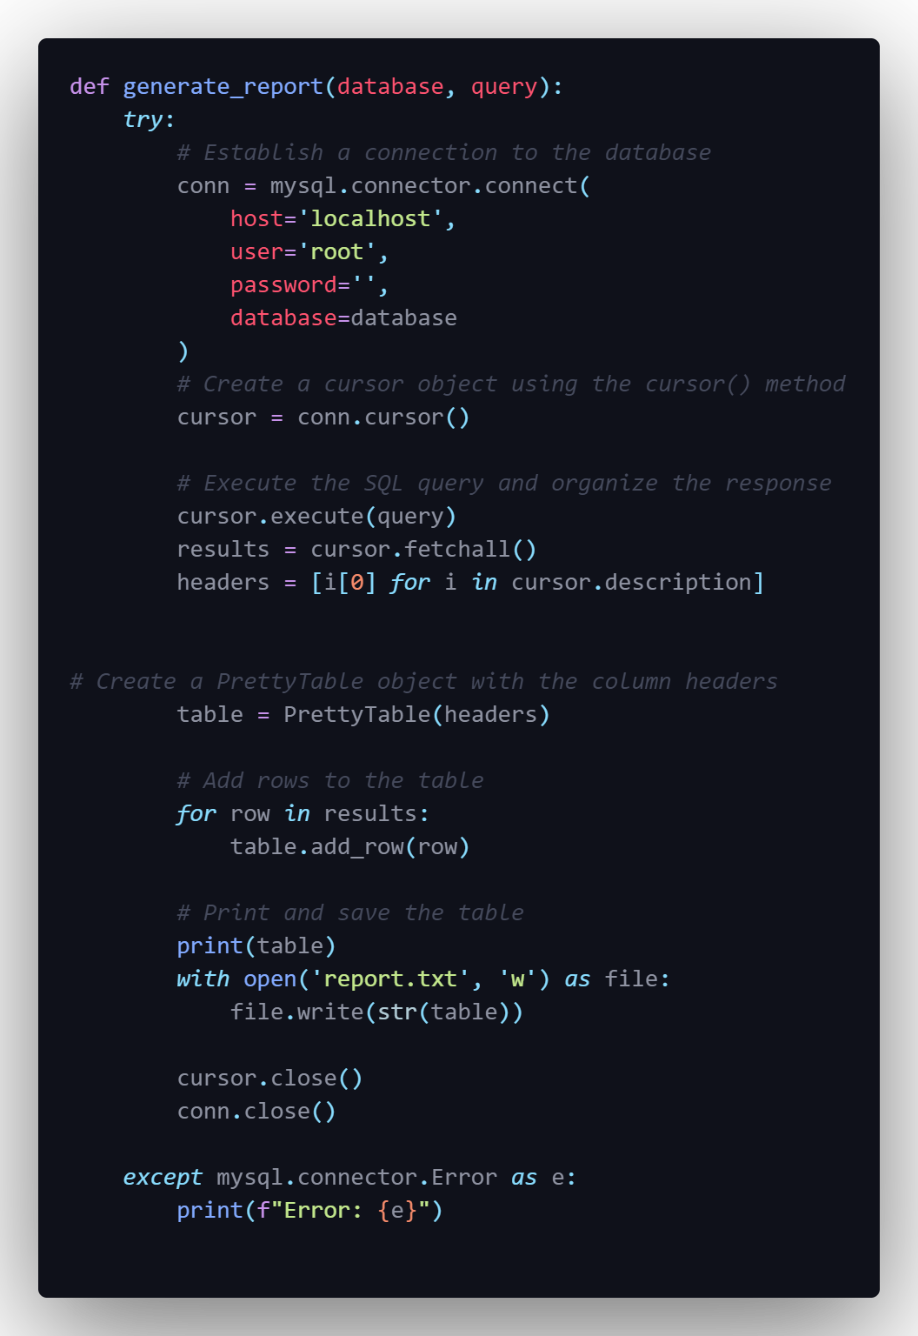 def generate_report(database, query):
    try:
        # Establish a connection to the database
        conn = mysql.connector.connect(
            host='localhost',
            user='root',
            password='',
            database=database
        )
        # Create a cursor object using the cursor() method
        cursor = conn.cursor()

        # Execute the SQL query and organize the response
        cursor.execute(query)
        results = cursor.fetchall()
        headers = [i[0] for i in cursor.description]


# Create a PrettyTable object with the column headers
        table = PrettyTable(headers)

        # Add rows to the table
        for row in results:
            table.add_row(row)

        # Print and save the table
        print(table)
        with open('report.txt', 'w') as file:
            file.write(str(table))

        cursor.close()
        conn.close()

    except mysql.connector.Error as e:
        print(f"Error: {e}")